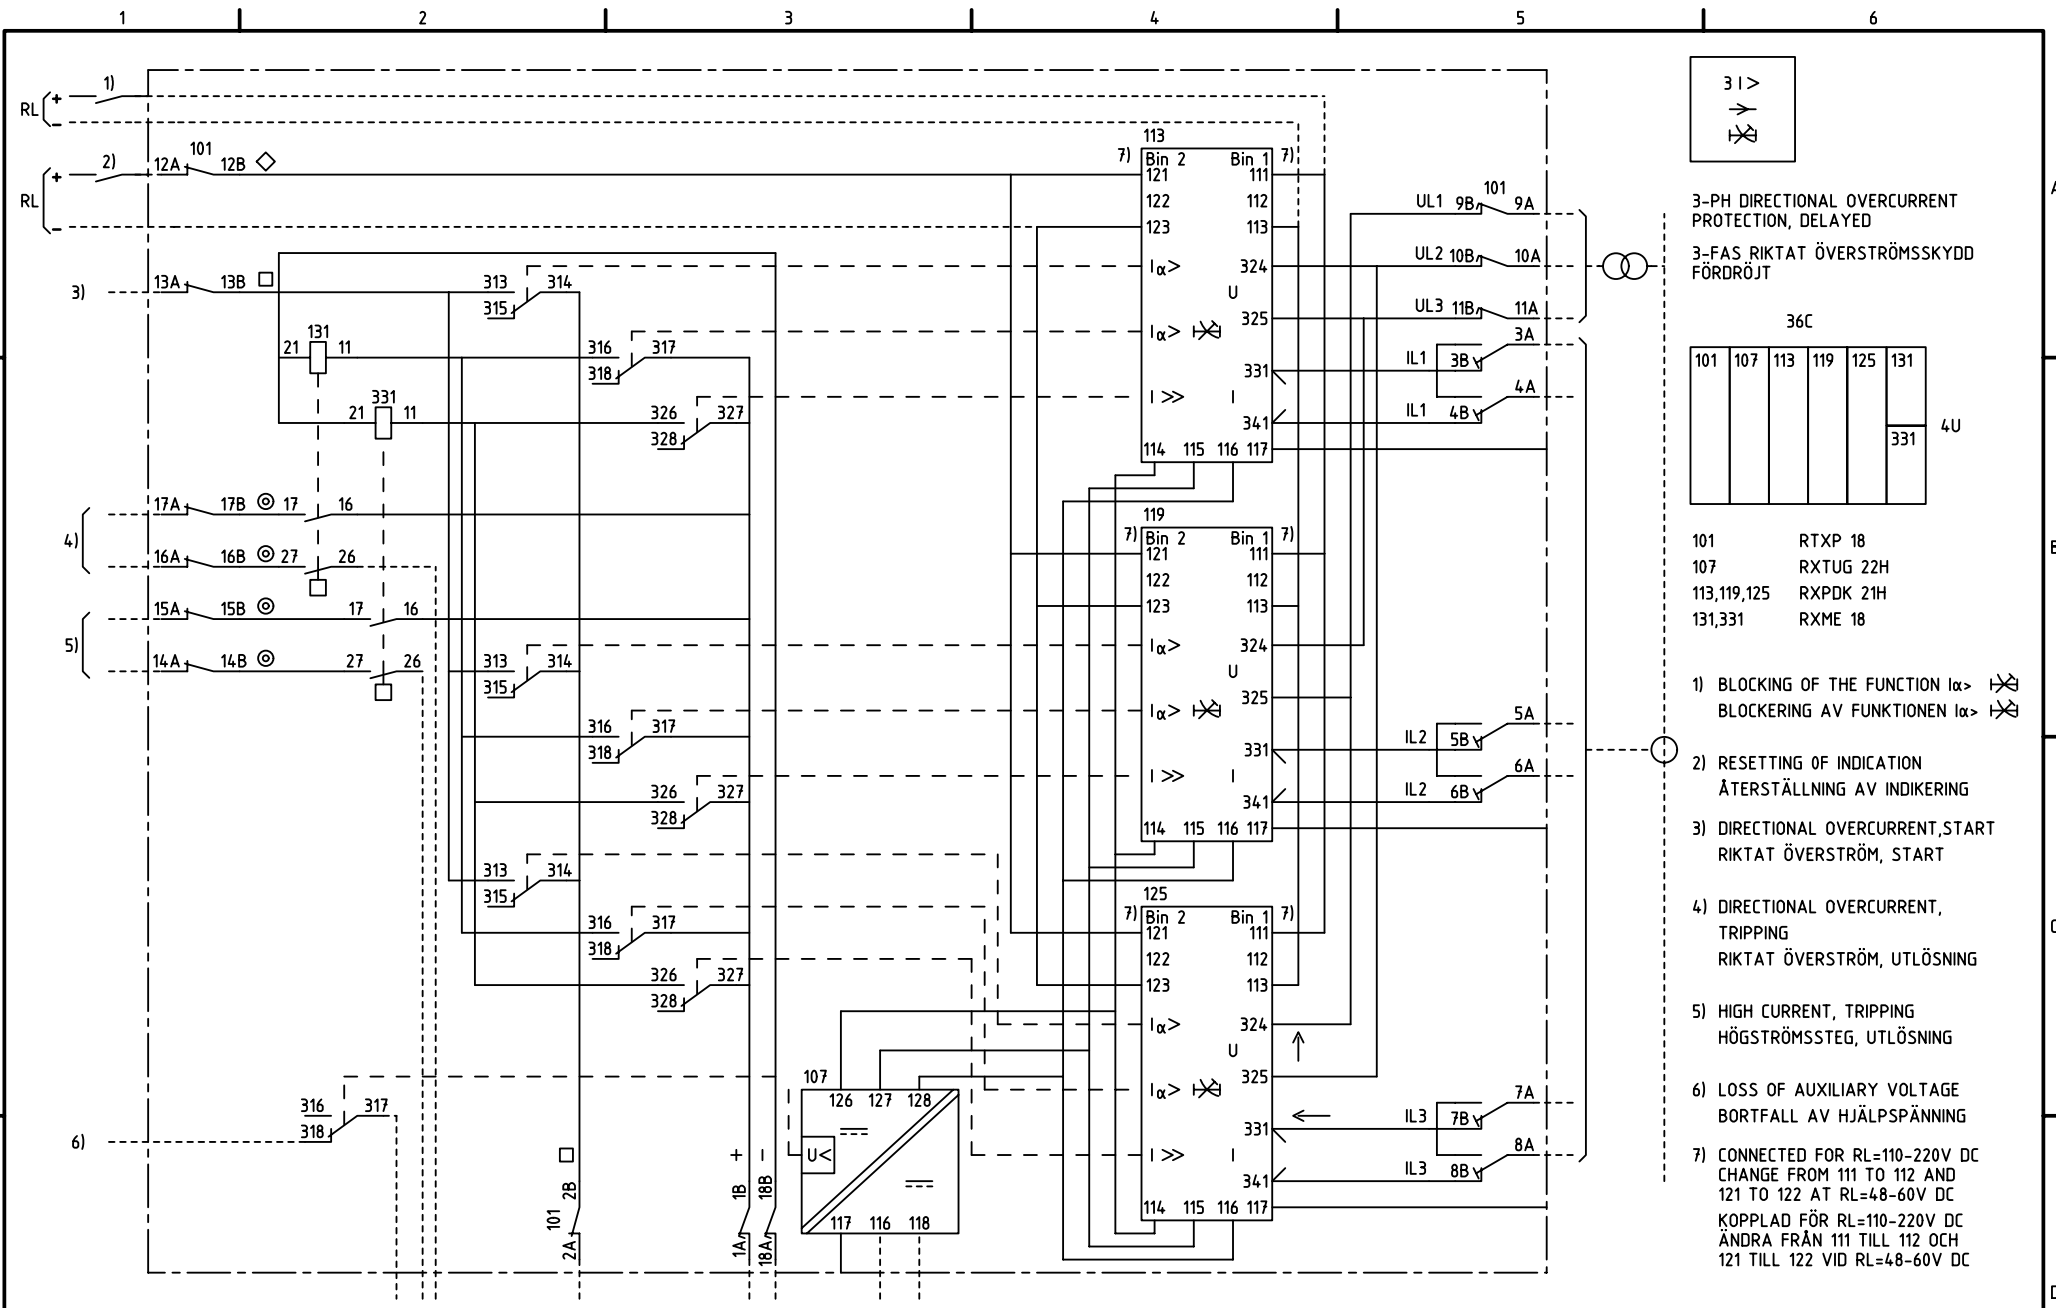 1 2 3 4 5 6
1)
RL + -
2) 12A 101 12B
RL + -
3) 13A 13B
313 314
315
131
21 11
316 317
318
331
21 11
326 327
328
4) 17A 17B 17 16
16A 16B 27 26
5) 15A 15B 17 16
14A 14B 27 26
313 314
315
316 317
318
326 327
328
313 314
315
316 317
318
326 327
328
6) 316 317
318
101 2A 2B
+ -
1A 1B
18A 18B
107
126 127 128
U<
117 116 118
113
7) Bin 2 Bin 1 7)
121 111
122 112
123 113
Iα> 324
U
Iα> 325
331
I >> I
341
114 115 116 117
119
7) Bin 2 Bin 1 7)
121 111
122 112
123 113
Iα> 324
U
Iα> 325
331
I >> I
341
114 115 116 117
125
7) Bin 2 Bin 1 7)
121 111
122 112
123 113
Iα> 324
U
Iα> 325
331
I >> I
341
114 115 116 117
101
UL1 9B 9A
UL2 10B 10A
UL3 11B 11A
3A
IL1 3B
4A
IL1 4B
5A
IL2 5B
6A
IL2 6B
7A
IL3 7B
8A
IL3 8B
3 I >
3-PH DIRECTIONAL OVERCURRENT
PROTECTION, DELAYED
3-FAS RIKTAT ÖVERSTRÖMSSKYDD
FÖRDRÖJT
36C
101 107 113 119 125 131
331
4U
101 RTXP 18
107 RXTUG 22H
113,119,125 RXPDK 21H
131,331 RXME 18
1) BLOCKING OF THE FUNCTION Iα>
BLOCKERING AV FUNKTIONEN Iα>
2) RESETTING OF INDICATION
ÅTERSTÄLLNING AV INDIKERING
3) DIRECTIONAL OVERCURRENT,START
RIKTAT ÖVERSTRÖM, START
4) DIRECTIONAL OVERCURRENT,
TRIPPING
RIKTAT ÖVERSTRÖM, UTLÖSNING
5) HIGH CURRENT, TRIPPING
HÖGSTRÖMSSTEG, UTLÖSNING
6) LOSS OF AUXILIARY VOLTAGE
BORTFALL AV HJÄLPSPÄNNING
7) CONNECTED FOR RL=110-220V DC
CHANGE FROM 111 TO 112 AND
121 TO 122 AT RL=48-60V DC
KOPPLAD FÖR RL=110-220V DC
ÄNDRA FRÅN 111 TILL 112 OCH
121 TILL 122 VID RL=48-60V DC